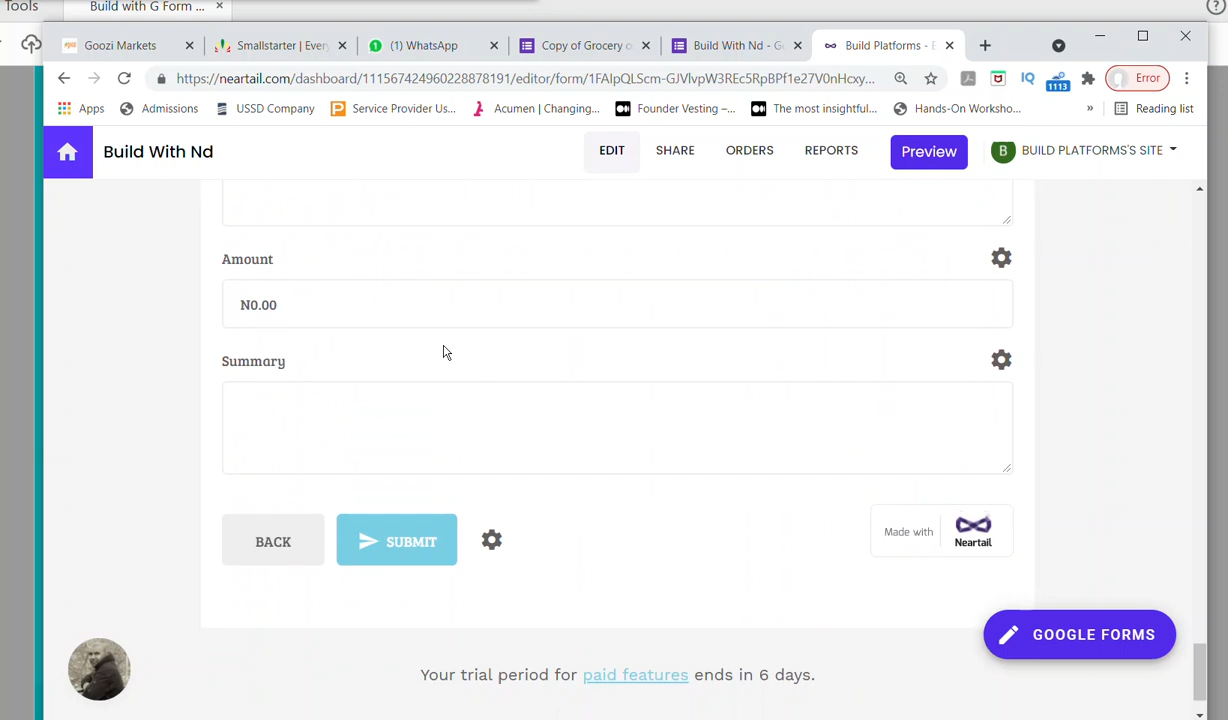 Tools
Build with G Form ... ×
Goozi Markets
Smallstarter | Ever
(1) WhatsApp
Copy of Grocery o
Build With Nd - Go
Build Platforms - E
https://neartail.com/dashboard/111567424960228878191/editor/form/1FAIpQLScm-GJVlvpW3REc5RpBPf1e27V0nHcxy...
IQ
1113
Error
Apps
Admissions
USSD Company
Service Provider Us...
Acumen | Changing...
Founder Vesting –...
The most insightful...
Hands-On Worksho...
»
Reading list
Build With Nd
EDIT
SHARE
ORDERS
REPORTS
Preview
B
BUILD PLATFORMS'S SITE
Amount
N0.00
Summary
BACK
SUBMIT
Made with
Neartail
GOOGLE FORMS
Your trial period for paid features ends in 6 days.